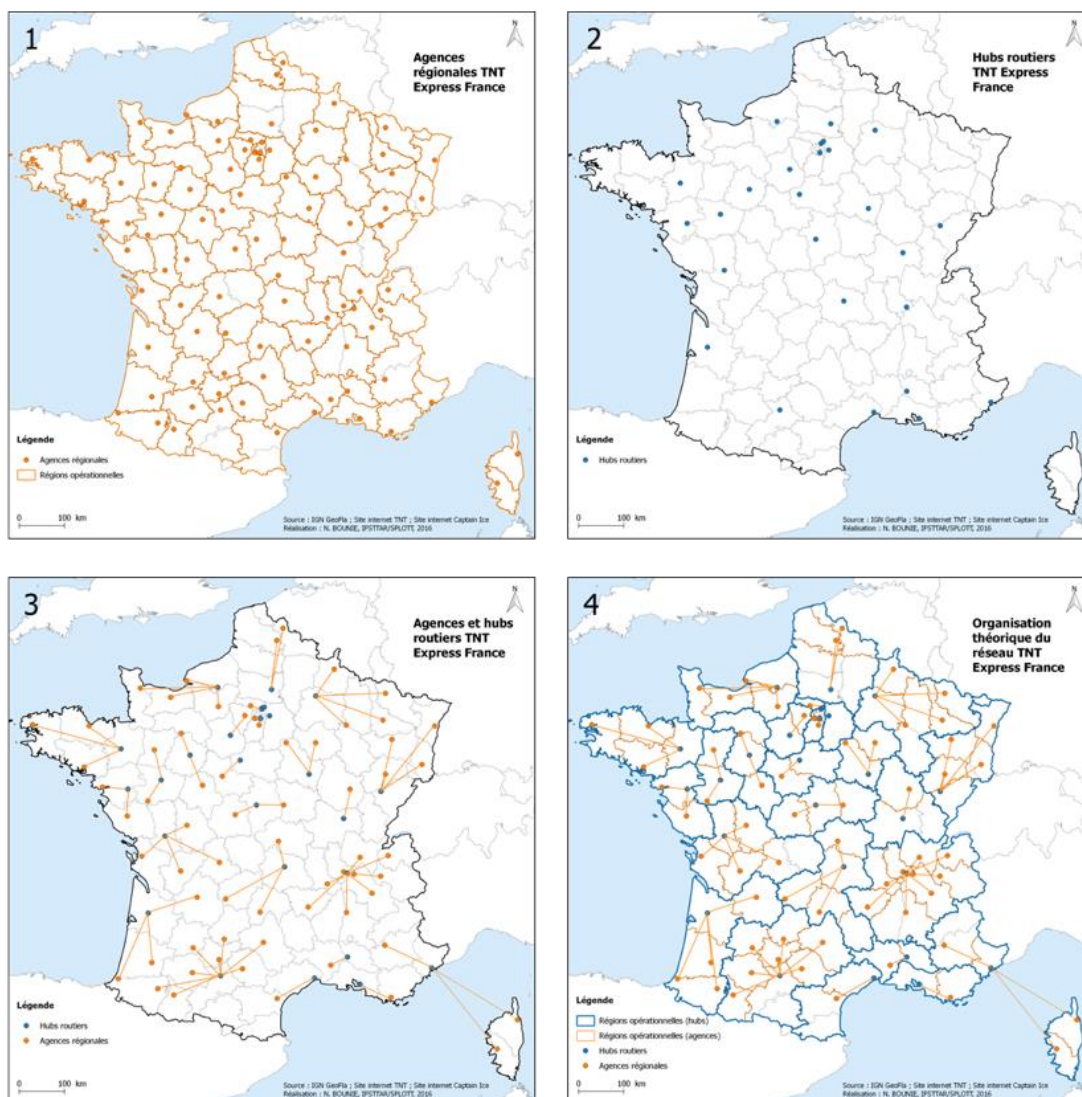 1
N
Agences
régionales TNT
Express France
Légende
Agences régionales
Régions opérationnelles
0 100 km
Source : IGN GeoFla ; Site internet TNT ; Site internet Captain Ice
Réalisation : N. BOUNIE, IFSTTAR/SPLOTT, 2016
2
N
Hubs routiers
TNT Express
France
Légende
Hubs routiers
0 100 km
Source : IGN GeoFla ; Site internet TNT ; Site internet Captain Ice
Réalisation : N. BOUNIE, IFSTTAR/SPLOTT, 2016
3
N
Agences et hubs
routiers TNT
Express France
Légende
Hubs routiers
Agences régionales
0 100 km
Source : IGN GeoFla ; Site internet TNT ; Site internet Captain Ice
Réalisation : N. BOUNIE, IFSTTAR/SPLOTT, 2016
4
N
Organisation
théorique du
réseau TNT
Express France
Légende
Régions opérationnelles (hubs)
Régions opérationnelles (agences)
Hubs routiers
Agences régionales
0 100 km
Source : IGN GeoFla ; Site internet TNT ; Site internet Captain Ice
Réalisation : N. BOUNIE, IFSTTAR/SPLOTT, 2016